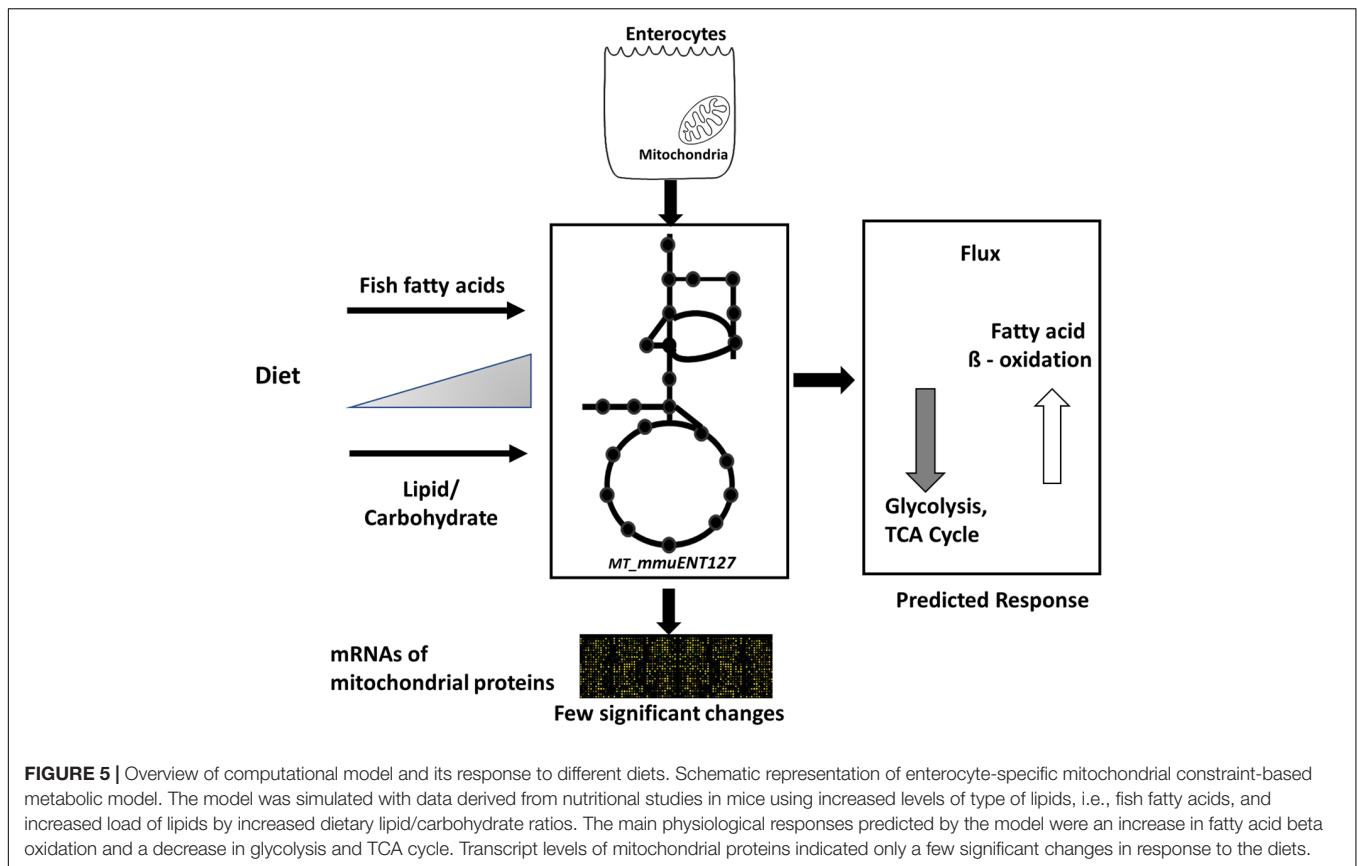 Enterocytes
Mitochondria
Fish fatty acids
Diet
Lipid/
Carbohydrate
MT_mmuENT127
Flux
Fatty acid
ß - oxidation
Glycolysis,
TCA Cycle
Predicted Response
mRNAs of
mitochondrial proteins
Few significant changes
FIGURE 5 | Overview of computational model and its response to different diets. Schematic representation of enterocyte-specific mitochondrial constraint-based
metabolic model. The model was simulated with data derived from nutritional studies in mice using increased levels of type of lipids, i.e., fish fatty acids, and
increased load of lipids by increased dietary lipid/carbohydrate ratios. The main physiological responses predicted by the model were an increase in fatty acid beta
oxidation and a decrease in glycolysis and TCA cycle. Transcript levels of mitochondrial proteins indicated only a few significant changes in response to the diets.